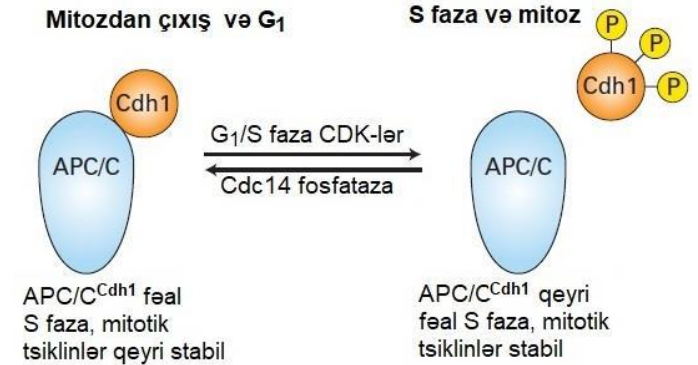 Mitozdan çıxış və G1
S faza və mitoz
P
P
P
Cdh1
Cdh1
G1/S faza CDK-lər
APC/C
APC/C
Cdc14 fosfataza
APC/CCdh1 fəal
S faza, mitotik
tsiklinlər qeyri stabil
APC/CCdh1 qeyri
fəal S faza, mitotik
tsiklinlər stabil